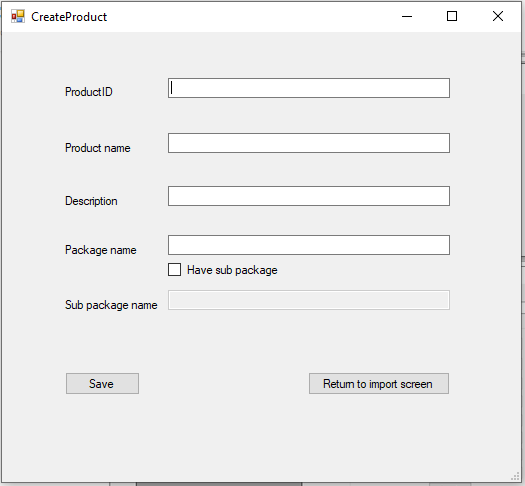 CreateProduct
ProductID
Product name
Description
Package name
Have sub package
Sub package name
Save
Return to import screen